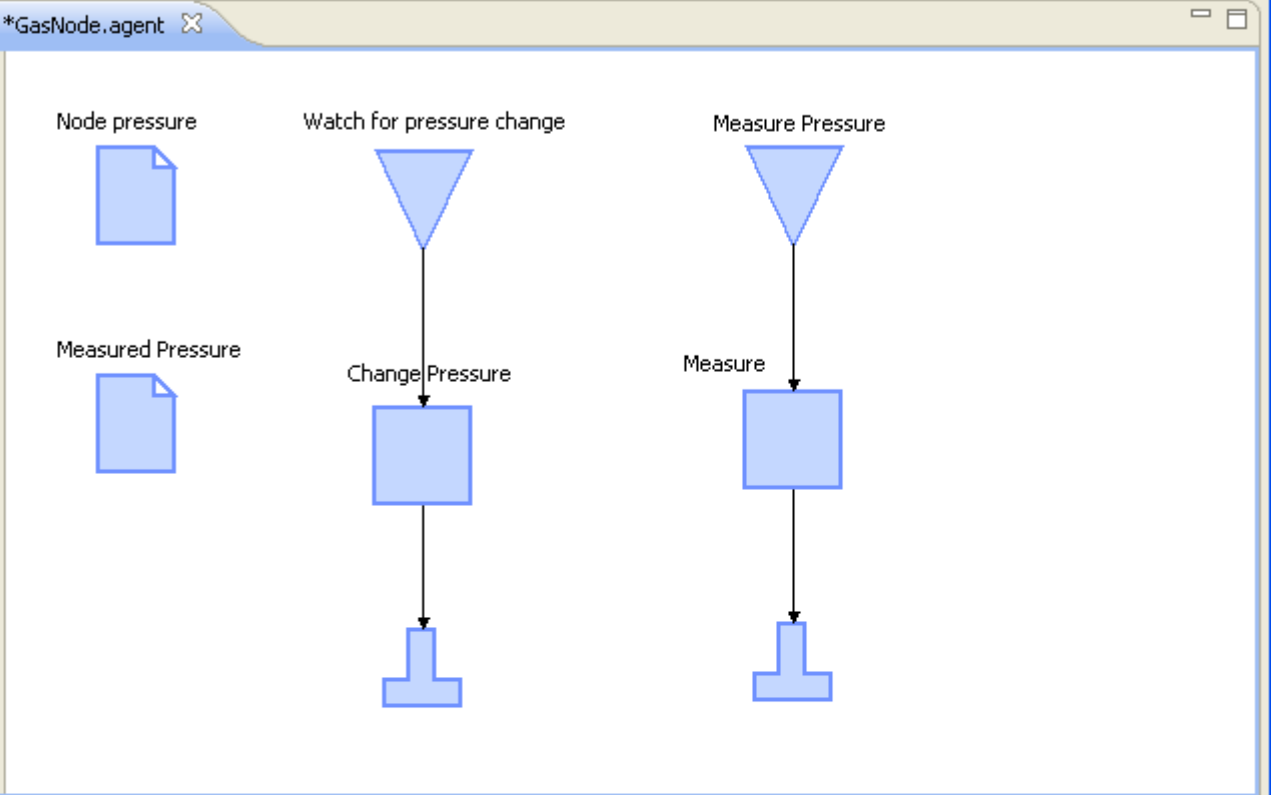 *GasNode.agent
Node pressure
Watch for pressure change
Measure Pressure
Measured Pressure
Change Pressure
Measure